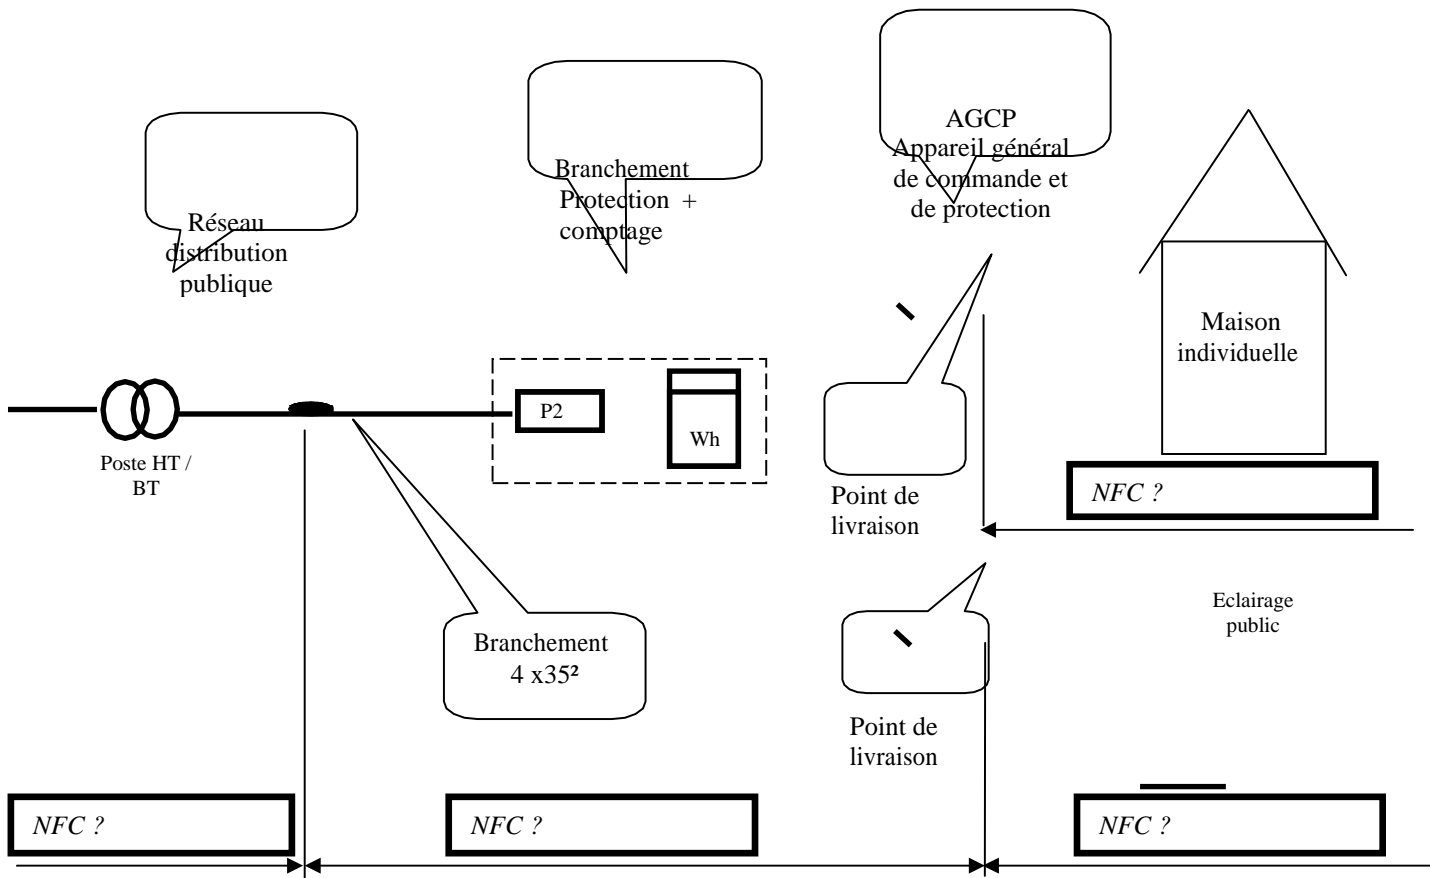 AGCP
Appareil général
de commande et
de protection
Branchement
Protection +
comptage
Réseau
distribution
publique
Maison
individuelle
P2
Wh
Poste HT /
BT
Point de
livraison
NFC ?
Eclairage
public
Branchement
4 x35²
Point de
livraison
NFC ?
NFC ?
NFC ?